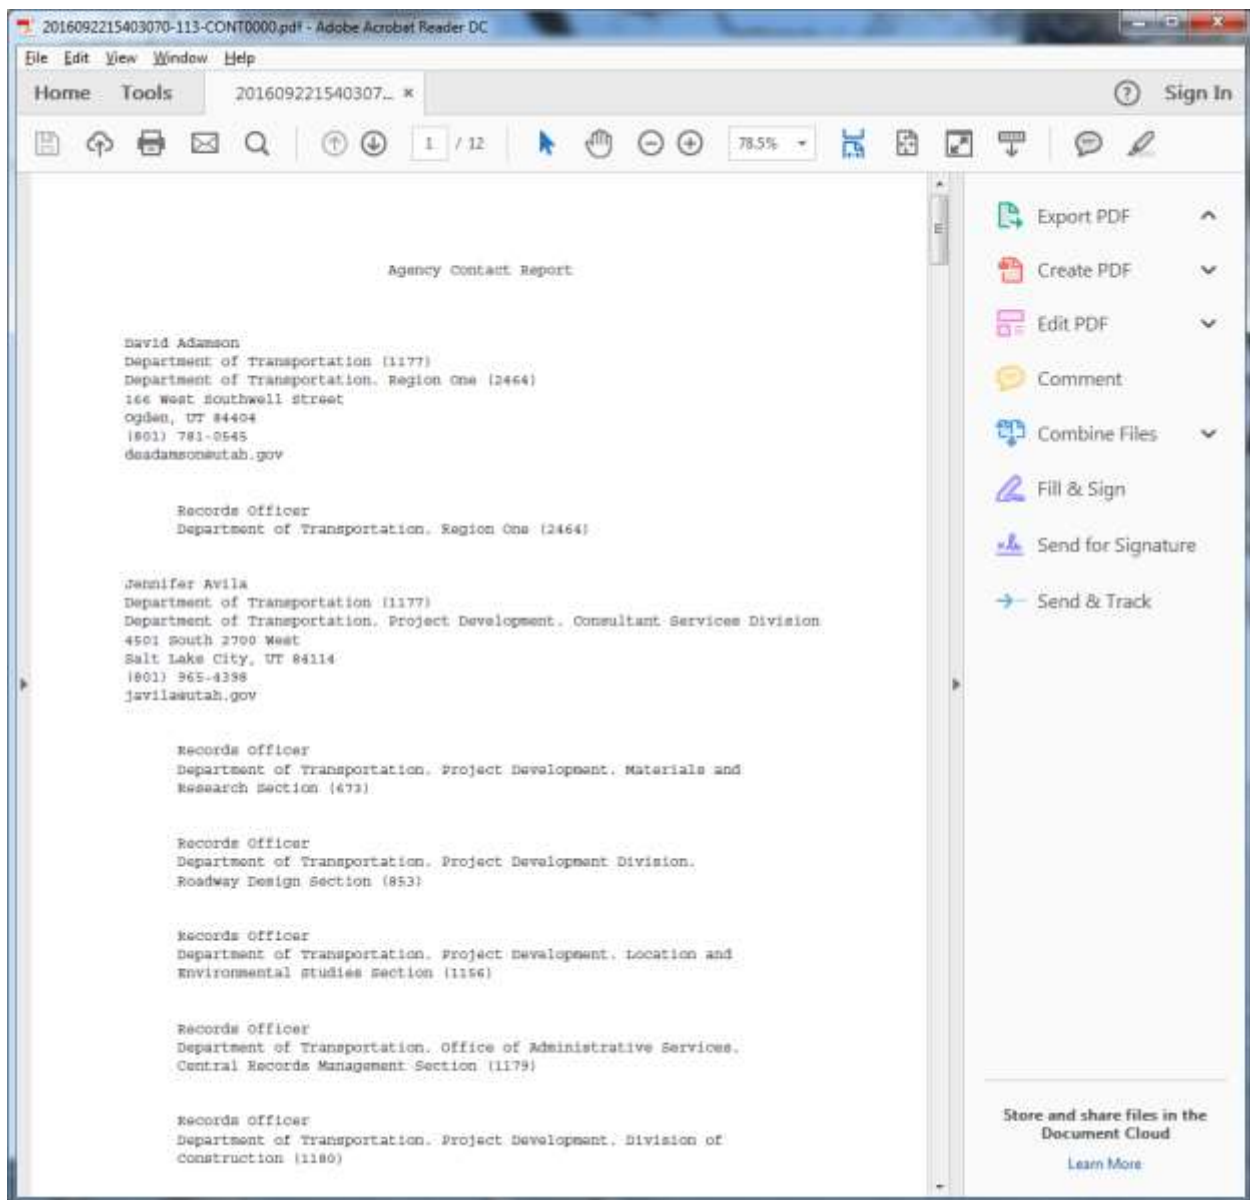 2016092215403070-113-CONT0000.pdf - Adobe Acrobat Reader DC
File Edit View Window Help
Home Tools 201609221540307... × Sign In
1 / 12 78.5%
Agency Contact Report
David Adamson
Department of Transportation (1177)
Department of Transportation. Region One (2464)
166 West Southwell Street
Ogden, UT 84404
(801) 781-0545
deadamson@utah.gov
Records Officer
Department of Transportation. Region One (2464)
Jennifer Avila
Department of Transportation (1177)
Department of Transportation. Project Development. Consultant Services Division
4501 South 2700 West
Salt Lake City, UT 84114
(801) 965-4398
javila@utah.gov
Records Officer
Department of Transportation. Project Development. Materials and
Research Section (673)
Records Officer
Department of Transportation. Project Development Division.
Roadway Design Section (853)
Records Officer
Department of Transportation. Project Development. Location and
Environmental Studies Section (1156)
Records Officer
Department of Transportation. Office of Administrative Services.
Central Records Management Section (1179)
Records Officer
Department of Transportation. Project Development. Division of
Construction (1180)
Export PDF
Create PDF
Edit PDF
Comment
Combine Files
Fill & Sign
Send for Signature
Send & Track
Store and share files in the
Document Cloud
Learn More